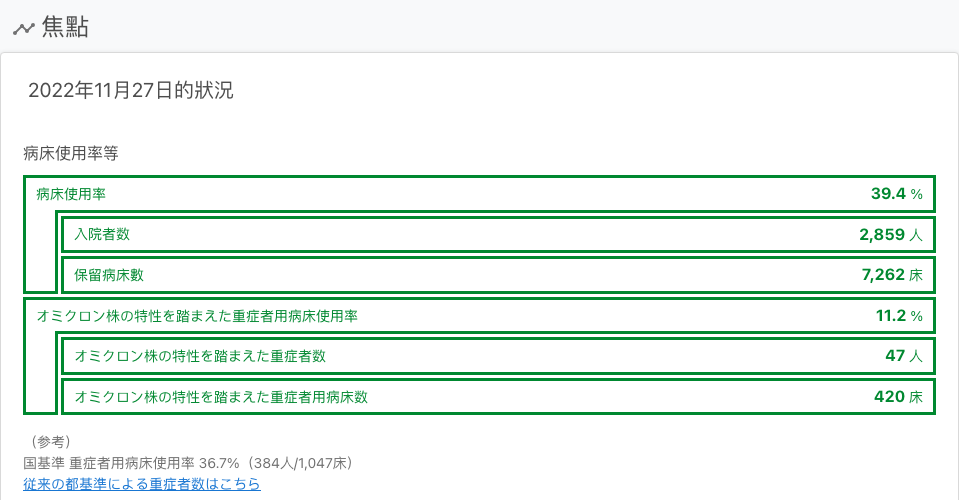 焦點
2022年11月27日的狀況
病床使用率等
病床使用率 39.4 %
入院者数 2,859 人
保留病床數 7,262 床
オミクロン株の特性を踏まえた重症者用病床使用率 11.2 %
オミクロン株の特性を踏まえた重症者数 47 人
オミクロン株の特性を踏まえた重症者用病床数 420 床
（参考）
国基準 重症者用病床使用率 36.7%（384人/1,047床）
従来の都基準による重症者数はこちら